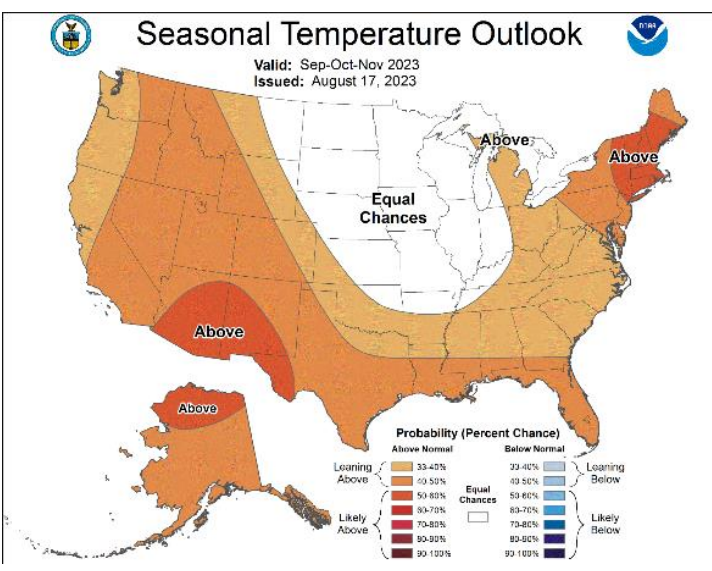 Seasonal Temperature Outlook
Valid: Sep-Oct-Nov 2023
Issued: August 17, 2023
noaa
Above
Above
Equal
Chances
Above
Above
Probability (Percent Chance)
Above Normal Below Normal
Leaning Above
33-40%
40-50%
Likely Above
50-60%
60-70%
70-80%
80-90%
90-100%
Equal Chances
33-40%
40-50%
Leaning Below
50-60%
60-70%
70-80%
80-90%
90-100%
Likely Below